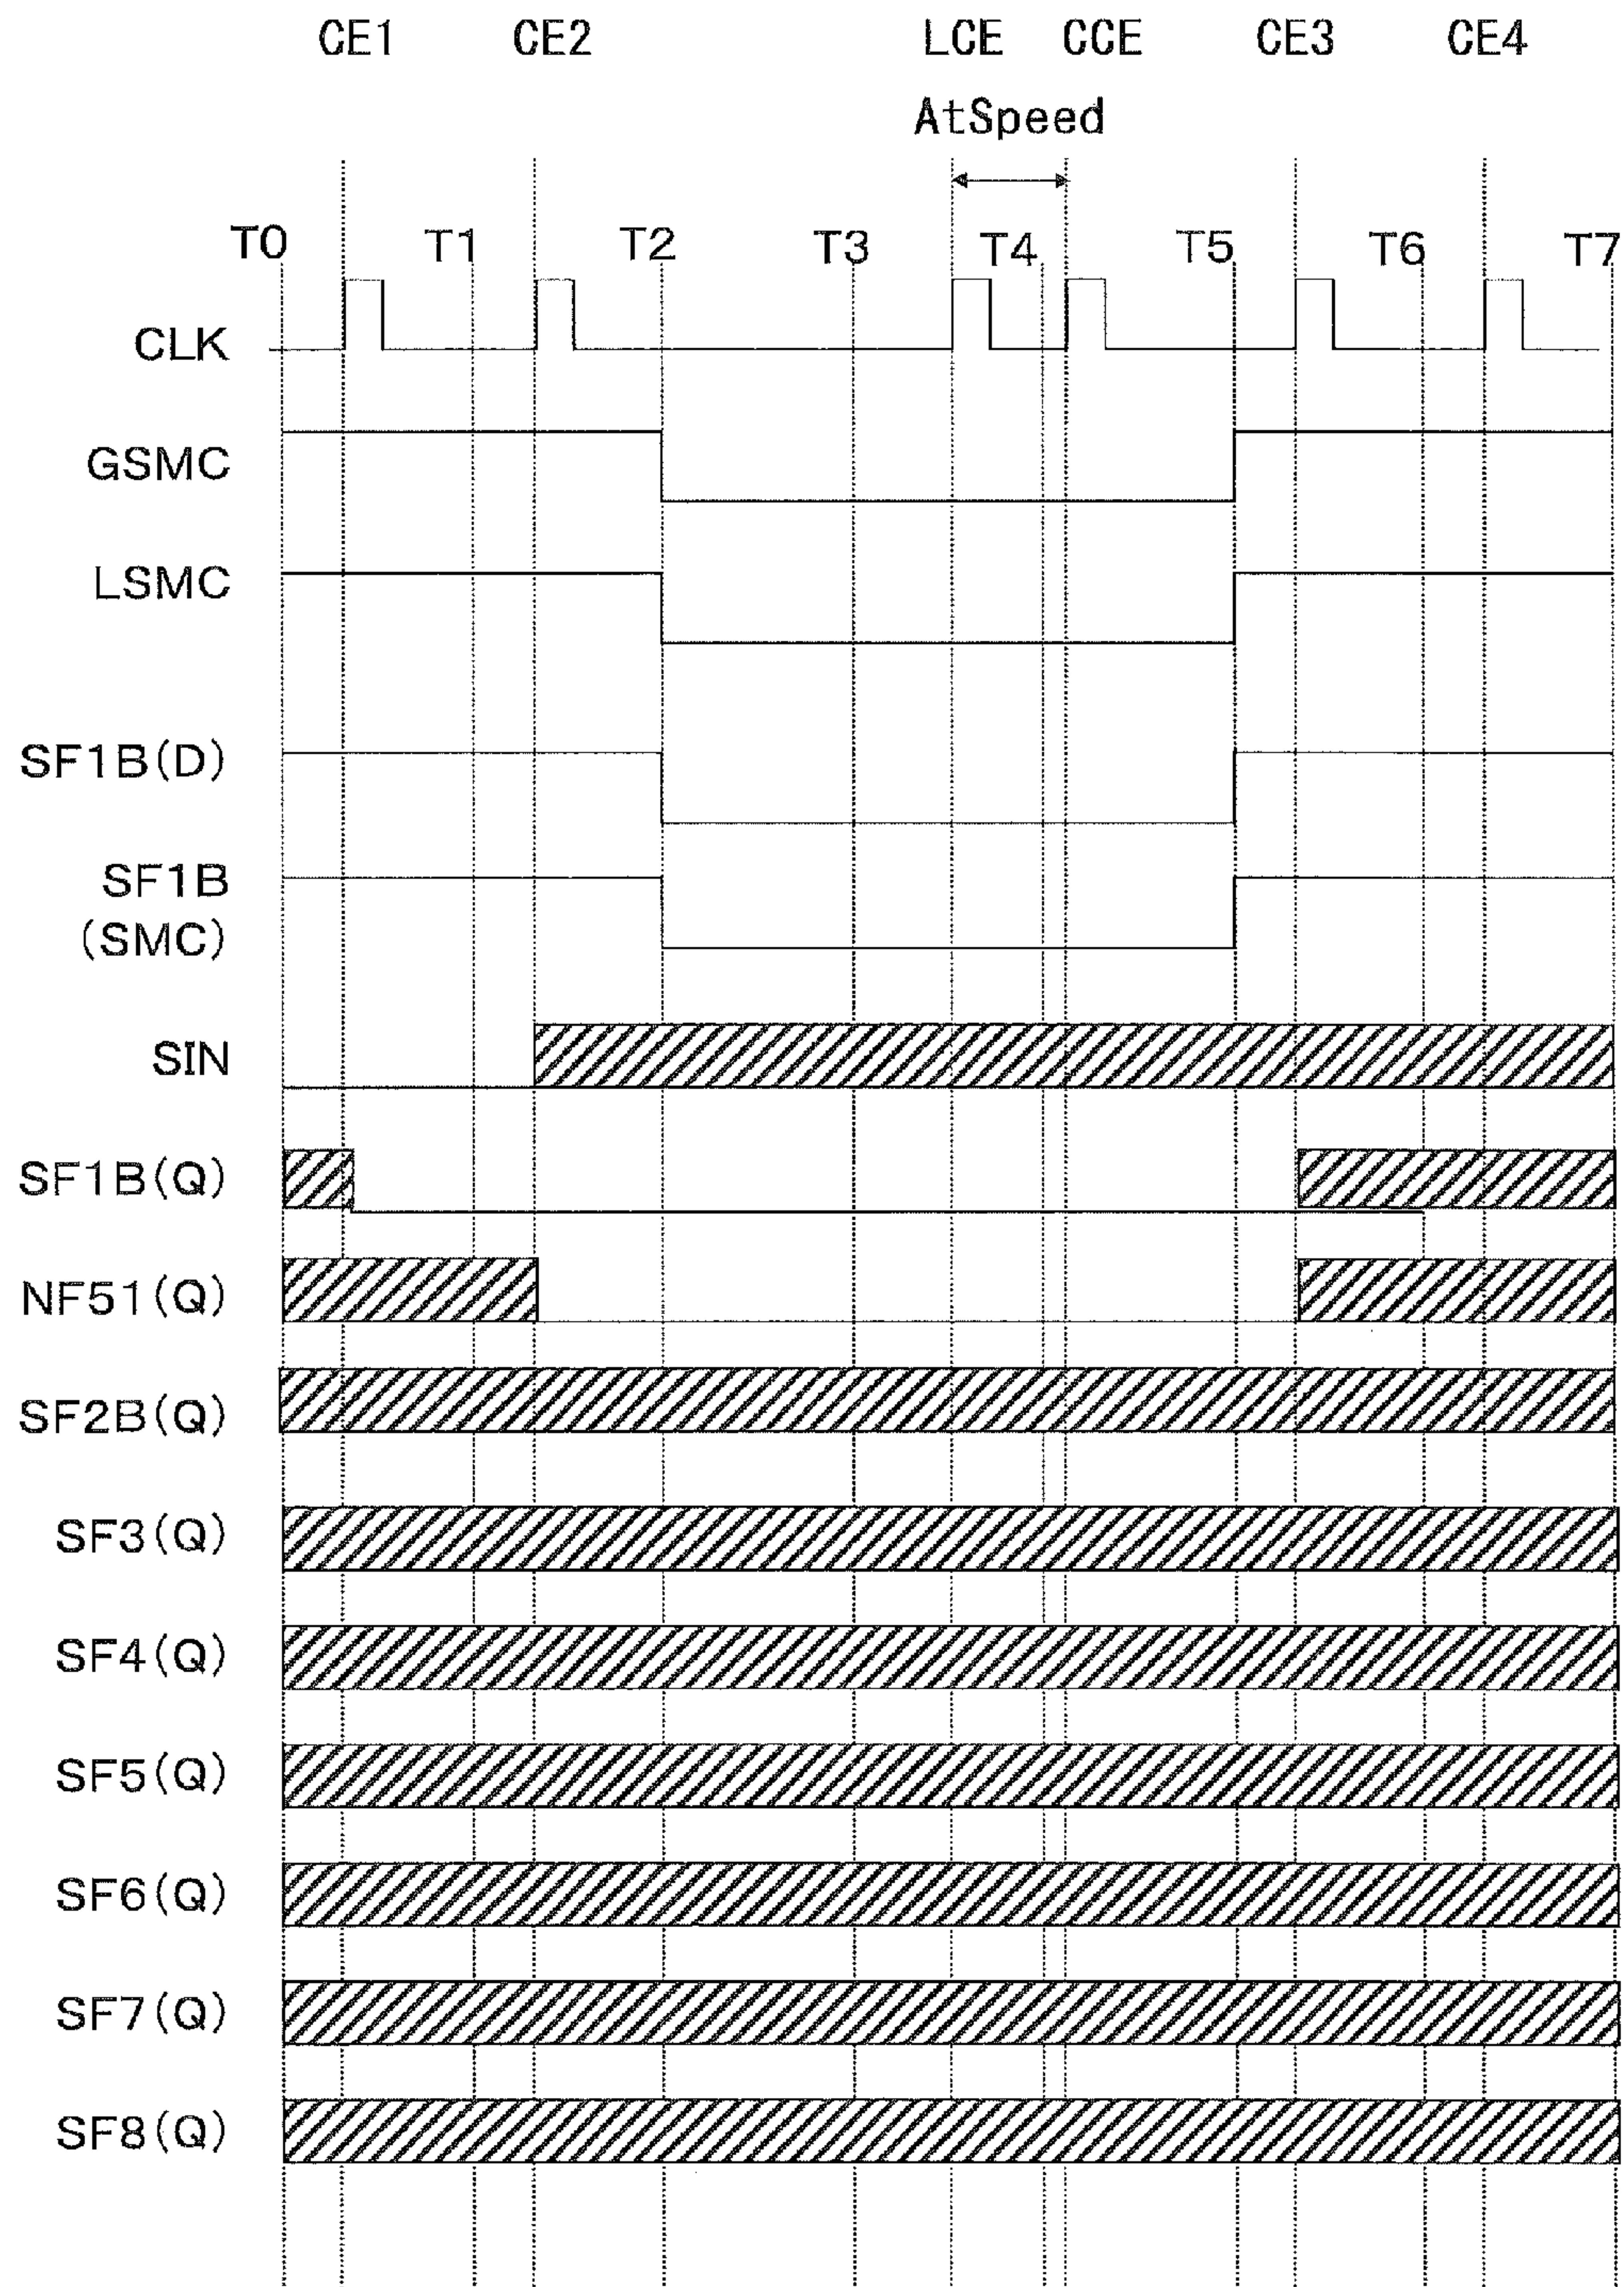 CE1 CE2 LCE CCE CE3 CE4
AtSpeed
T0 T1 T2 T3 T4 T5 T6 T7
CLK
GSMC
LSMC
SF1B(D)
SF1B
(SMC)
SIN
SF1B(Q)
NF51(Q)
SF2B(Q)
SF3(Q)
SF4(Q)
SF5(Q)
SF6(Q)
SF7(Q)
SF8(Q)